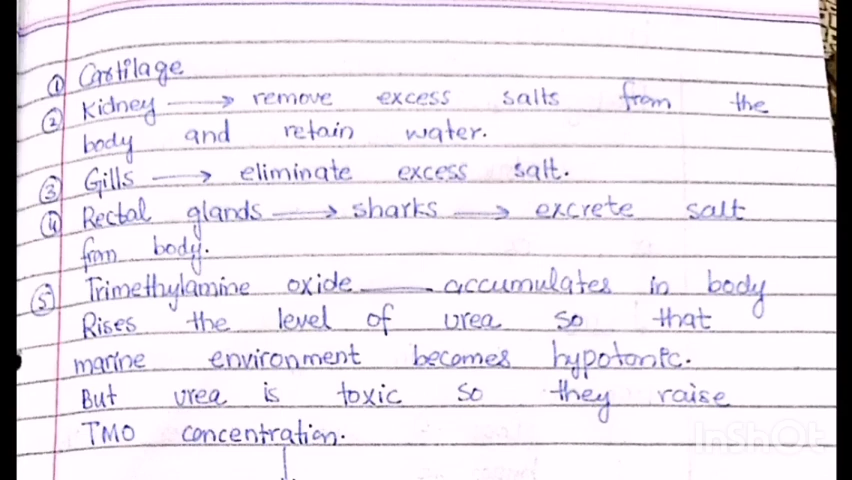 ① Cartilage
② Kidney → remove excess salts from the
body and retain water.
③ Gills → eliminate excess salt.
④ Rectal glands → sharks → excrete salt
from body.
⑤ Trimethylamine oxide — accumulates in body
Rises the level of urea so that
marine environment becomes hypotonic.
But urea is toxic so they raise
TMO concentration.
InShOt